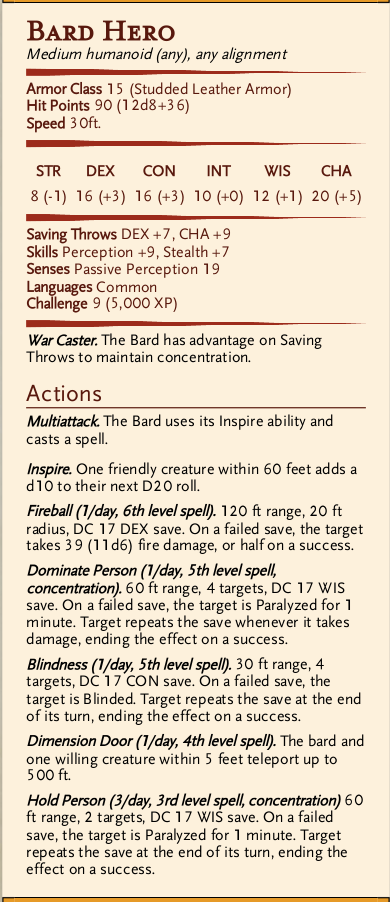 Bard Hero
Medium humanoid (any), any alignment
Armor Class 15 (Studded Leather Armor)
Hit Points 90 (12d8+36)
Speed 30ft.
STR DEX CON INT WIS CHA
8 (-1) 16 (+3) 16 (+3) 10 (+0) 12 (+1) 20 (+5)
Saving Throws DEX +7, CHA +9
Skills Perception +9, Stealth +7
Senses Passive Perception 19
Languages Common
Challenge 9 (5,000 XP)
War Caster. The Bard has advantage on Saving
Throws to maintain concentration.
Actions
Multiattack. The Bard uses its Inspire ability and
casts a spell.
Inspire. One friendly creature within 60 feet adds a
d10 to their next D20 roll.
Fireball (1/day, 6th level spell). 120 ft range, 20 ft
radius, DC 17 DEX save. On a failed save, the target
takes 39 (11d6) fire damage, or half on a success.
Dominate Person (1/day, 5th level spell,
concentration). 60 ft range, 4 targets, DC 17 WIS
save. On a failed save, the target is Paralyzed for 1
minute. Target repeats the save whenever it takes
damage, ending the effect on a success.
Blindness (1/day, 5th level spell). 30 ft range, 4
targets, DC 17 CON save. On a failed save, the
target is Blinded. Target repeats the save at the end
of its turn, ending the effect on a success.
Dimension Door (1/day, 4th level spell). The bard and
one willing creature within 5 feet teleport up to
500 ft.
Hold Person (3/day, 3rd level spell, concentration) 60
ft range, 2 targets, DC 17 WIS save. On a failed
save, the target is Paralyzed for 1 minute. Target
repeats the save at the end of its turn, ending the
effect on a success.